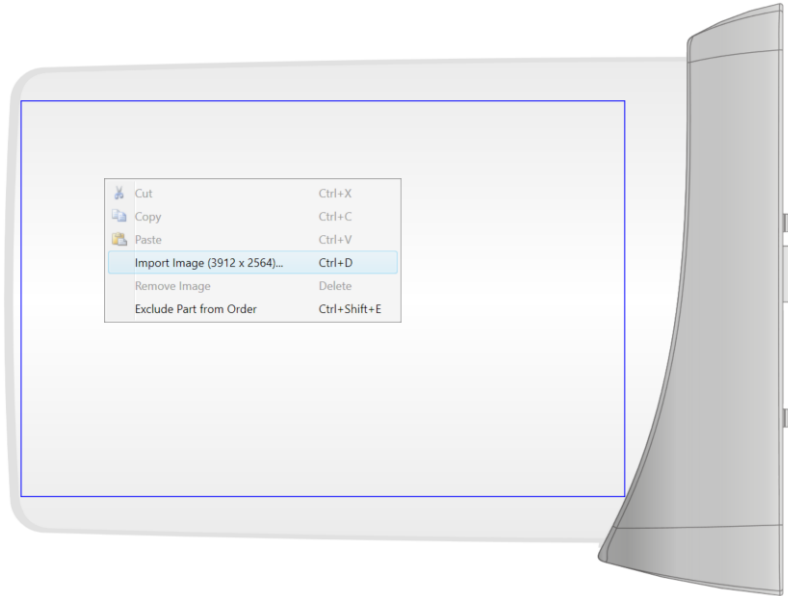 Cut Ctrl+X
Copy Ctrl+C
Paste Ctrl+V
Import Image (3912 x 2564)... Ctrl+D
Remove Image Delete
Exclude Part from Order Ctrl+Shift+E